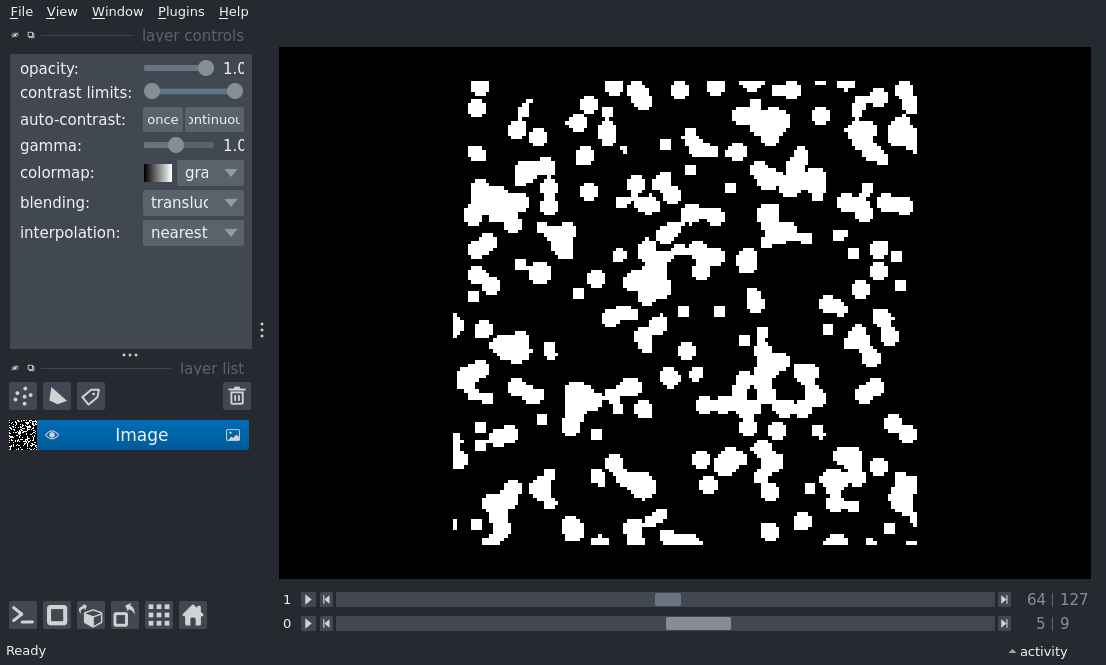 File View Window Plugins Help
layer controls
opacity: 1.0
contrast limits:
auto-contrast: once ontinuou
gamma: 1.0
colormap: gra
blending: transluc
interpolation: nearest
layer list
Image
1 64 | 127
0 5 | 9
Ready activity